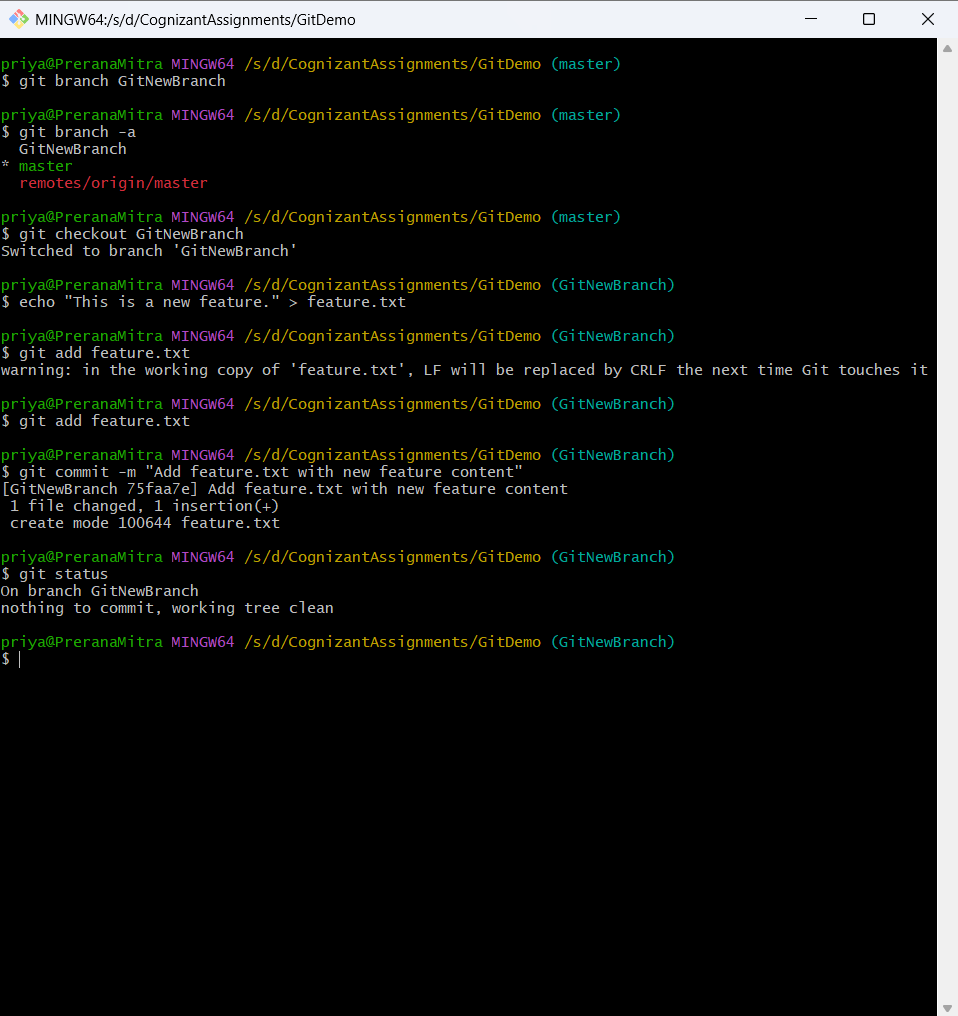 MINGW64:/s/d/CognizantAssignments/GitDemo
priya@PreranaMitra MINGW64 /s/d/CognizantAssignments/GitDemo (master)
$ git branch GitNewBranch
priya@PreranaMitra MINGW64 /s/d/CognizantAssignments/GitDemo (master)
$ git branch -a
  GitNewBranch
* master
  remotes/origin/master
priya@PreranaMitra MINGW64 /s/d/CognizantAssignments/GitDemo (master)
$ git checkout GitNewBranch
Switched to branch 'GitNewBranch'
priya@PreranaMitra MINGW64 /s/d/CognizantAssignments/GitDemo (GitNewBranch)
$ echo "This is a new feature." > feature.txt
priya@PreranaMitra MINGW64 /s/d/CognizantAssignments/GitDemo (GitNewBranch)
$ git add feature.txt
warning: in the working copy of 'feature.txt', LF will be replaced by CRLF the next time Git touches it
priya@PreranaMitra MINGW64 /s/d/CognizantAssignments/GitDemo (GitNewBranch)
$ git add feature.txt
priya@PreranaMitra MINGW64 /s/d/CognizantAssignments/GitDemo (GitNewBranch)
$ git commit -m "Add feature.txt with new feature content"
[GitNewBranch 75faa7e] Add feature.txt with new feature content
 1 file changed, 1 insertion(+)
 create mode 100644 feature.txt
priya@PreranaMitra MINGW64 /s/d/CognizantAssignments/GitDemo (GitNewBranch)
$ git status
On branch GitNewBranch
nothing to commit, working tree clean
priya@PreranaMitra MINGW64 /s/d/CognizantAssignments/GitDemo (GitNewBranch)
$